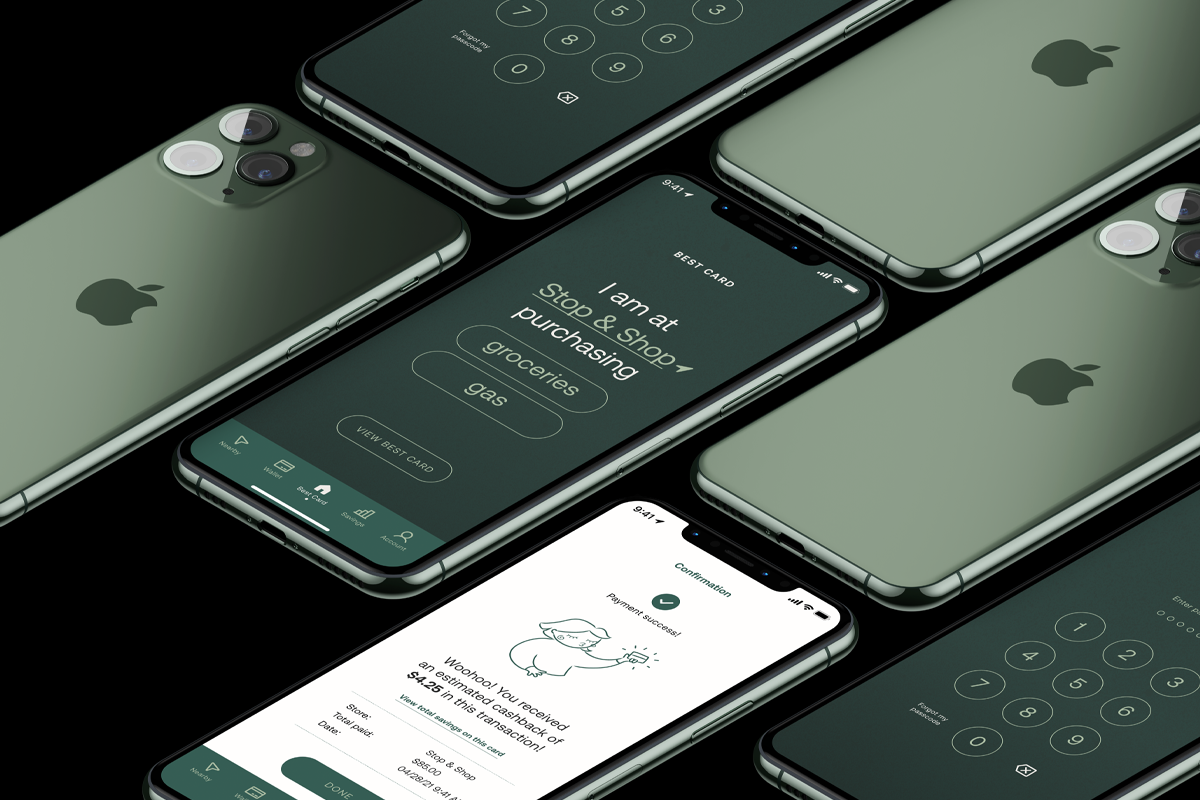 7
5
3
8
6
0
9
Forgot my
passcode
9:41
BEST CARD
I am at
Stop & Shop
purchasing
groceries
gas
VIEW BEST CARD
Nearby
Wallet
Best Card
Savings
Account
9:41
Confirmation
Payment success!
Woohoo! You received
an estimated cashback of
$4.25 in this transaction!
View total savings on this card
Store: Stop & Shop
Total paid: $85.00
Date: 04/28/21 9:41
DONE
Nearby
Enter
1
2
3
4
5
6
7
8
9
0
Forgot my
passcode